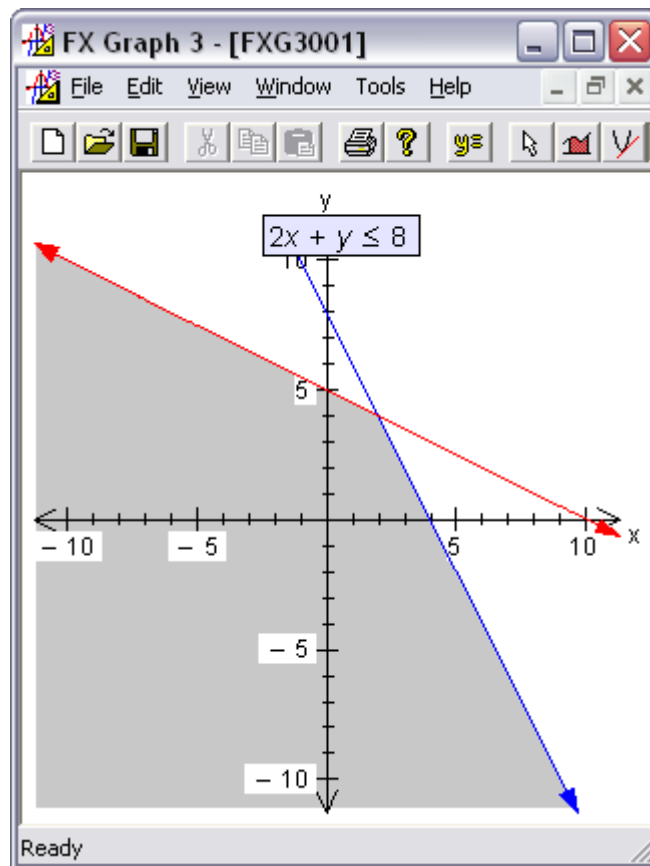 FX Graph 3 - [FXG3001]
File Edit View Window Tools Help
y=
y
2x + y ≤ 8
10
5
x
– 10 – 5 5 10
– 5
– 10
Ready